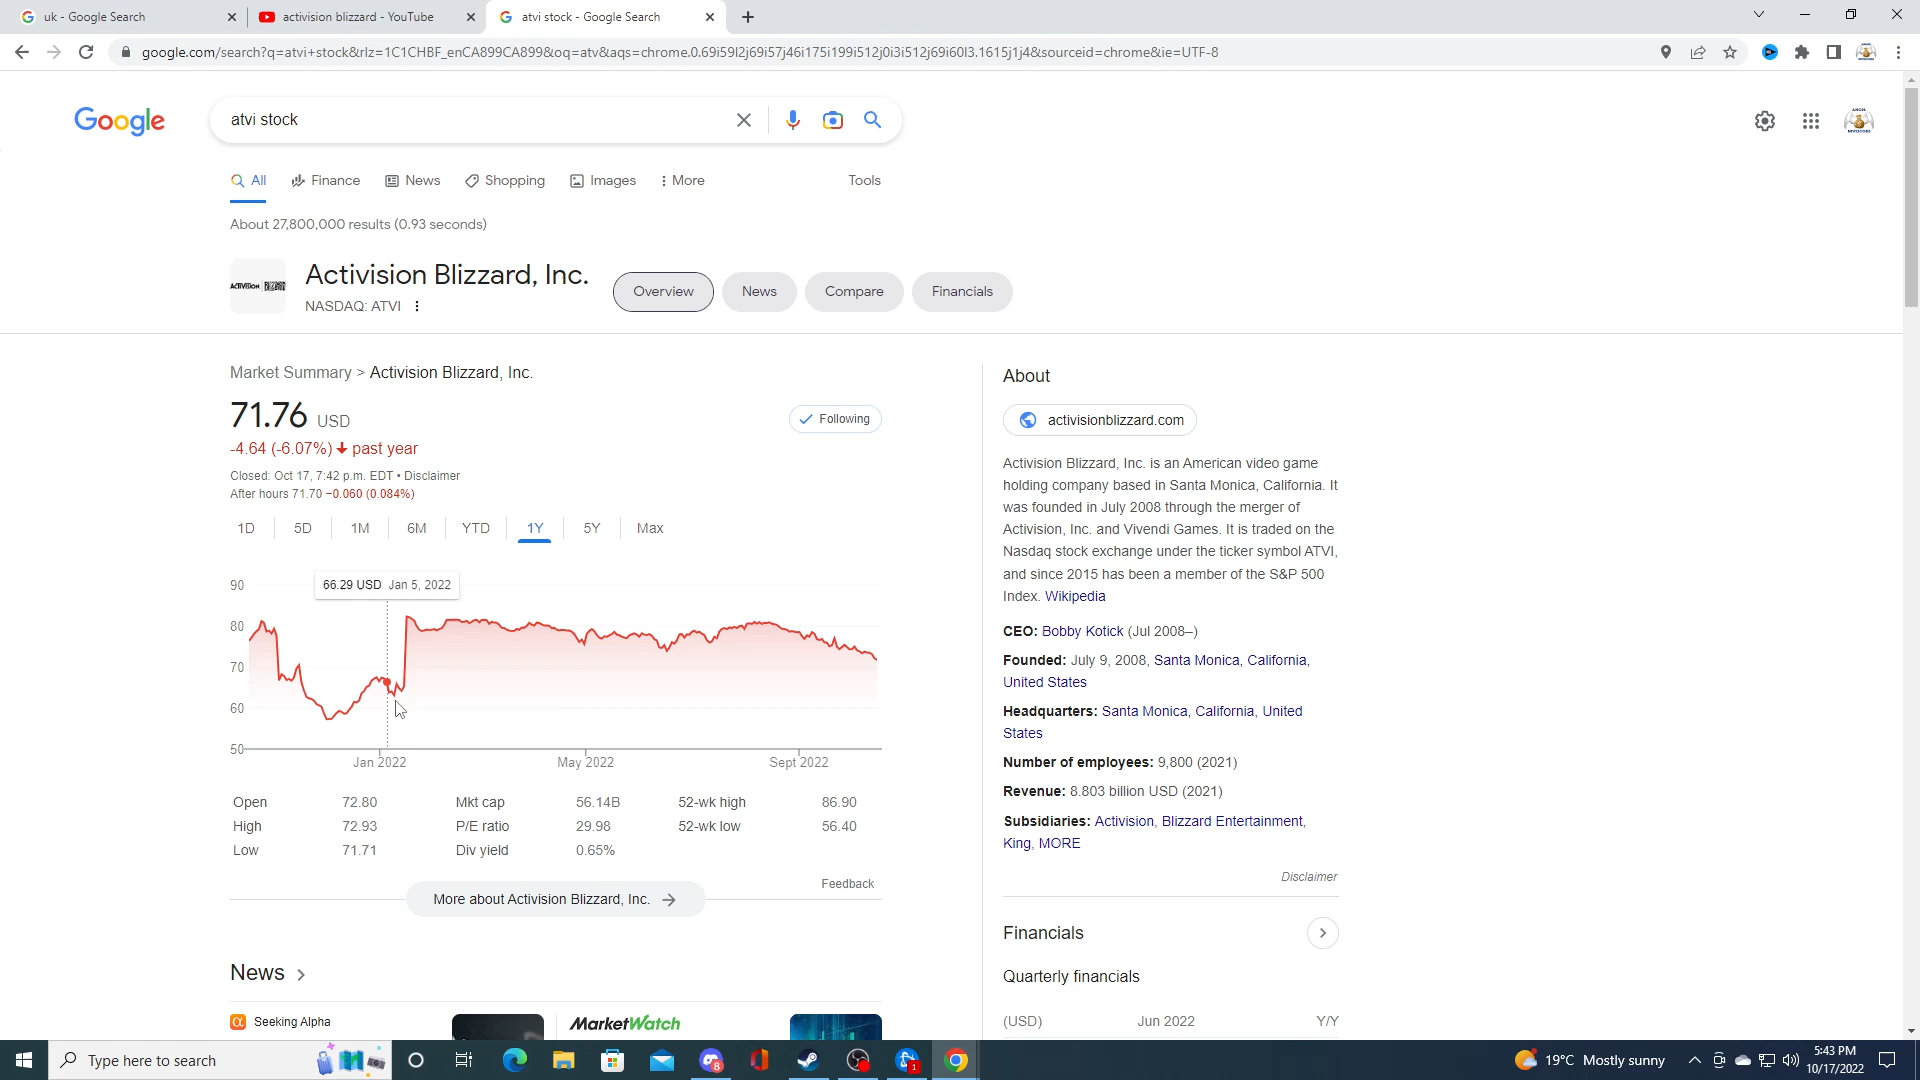 uk - Google Search
activision blizzard - YouTube
atvi stock - Google Search
google.com/search?q=atvi+stock&rlz=1C1CHBF_enCA899CA899&oq=atv&aqs=chrome.0.69i59l2j69i57j46i175i199i512j0i3i512j69i60l3.1615j1j4&sourceid=chrome&ie=UTF-8
Google
atvi stock
All
Finance
News
Shopping
Images
More
Tools
About 27,800,000 results (0.93 seconds)
ACTIVISION | BLIZZARD
Activision Blizzard, Inc.
NASDAQ: ATVI
Overview
News
Compare
Financials
Market Summary > Activision Blizzard, Inc.
71.76 USD
Following
-4.64 (-6.07%) past year
Closed: Oct 17, 7:42 p.m. EDT • Disclaimer
After hours 71.70 −0.060 (0.084%)
1D
5D
1M
6M
YTD
1Y
5Y
Max
66.29 USD Jan 5, 2022
90
80
70
60
50
Jan 2022
May 2022
Sept 2022
Open 72.80 Mkt cap 56.14B 52-wk high 86.90
High 72.93 P/E ratio 29.98 52-wk low 56.40
Low 71.71 Div yield 0.65%
Feedback
More about Activision Blizzard, Inc.
News
Seeking Alpha
MarketWatch
About
activisionblizzard.com
Activision Blizzard, Inc. is an American video game
holding company based in Santa Monica, California. It
was founded in July 2008 through the merger of
Activision, Inc. and Vivendi Games. It is traded on the
Nasdaq stock exchange under the ticker symbol ATVI,
and since 2015 has been a member of the S&P 500
Index. Wikipedia
CEO: Bobby Kotick (Jul 2008–)
Founded: July 9, 2008, Santa Monica, California,
United States
Headquarters: Santa Monica, California, United
States
Number of employees: 9,800 (2021)
Revenue: 8.803 billion USD (2021)
Subsidiaries: Activision, Blizzard Entertainment,
King, MORE
Disclaimer
Financials
Quarterly financials
(USD) Jun 2022 Y/Y
Type here to search
8
1
19°C Mostly sunny
5:43 PM
10/17/2022